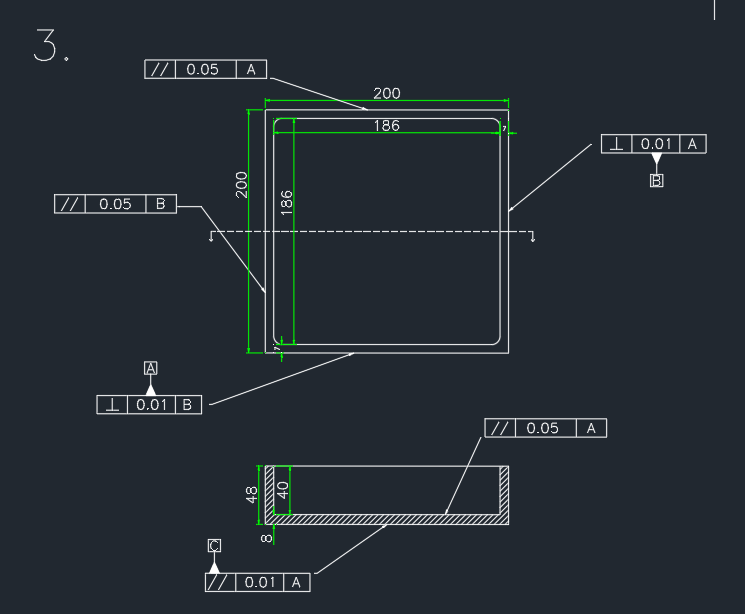 3.
// 0.05 A
200
186
7
⊥ 0.01 A
B
200
186
// 0.05 B
7
A
⊥ 0.01 B
// 0.05 A
48
40
8
C
// 0.01 A